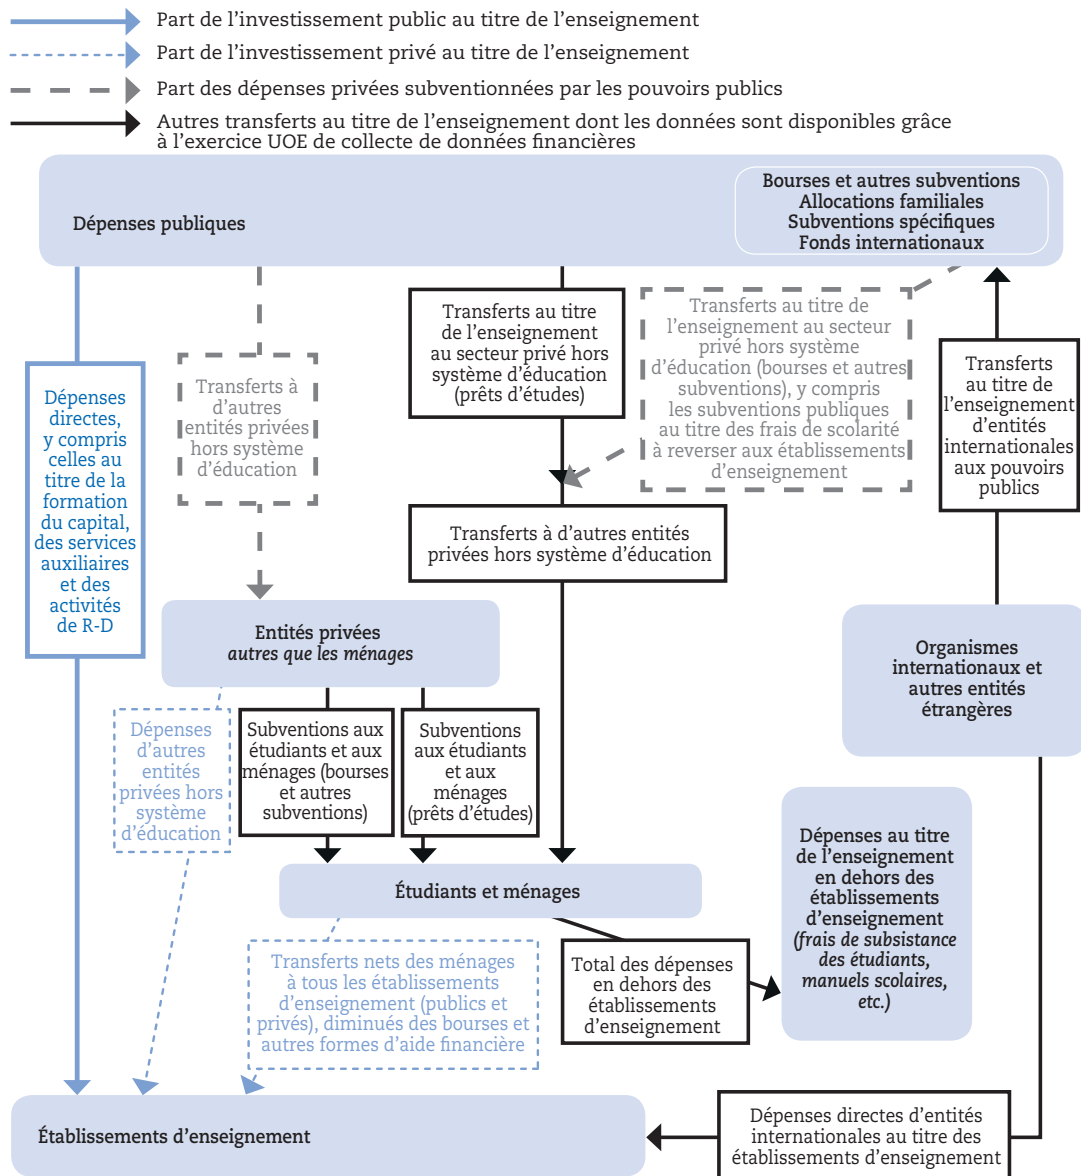 Part de l’investissement public au titre de l’enseignement
Part de l’investissement privé au titre de l’enseignement
Part des dépenses privées subventionnées par les pouvoirs publics
Autres transferts au titre de l’enseignement dont les données sont disponibles grâce
à l’exercice UOE de collecte de données financières
Dépenses publiques
Bourses et autres subventions
Allocations familiales
Subventions spécifiques
Fonds internationaux
Dépenses
directes,
y compris
celles au
titre de la
formation
du capital,
des services
auxiliaires
et des
activités
de R-D
Transferts à
d’autres
entités privées
hors système
d’éducation
Transferts au titre
de l’enseignement
au secteur privé hors
système d’éducation
(prêts d’études)
Transferts au titre de
l’enseignement au secteur
privé hors système
d’éducation (bourses et autres
subventions), y compris
les subventions publiques
au titre des frais de scolarité
à reverser aux établissements
d’enseignement
Transferts
au titre de
l’enseignement
d’entités
internationales
aux pouvoirs
publics
Transferts à d’autres entités
privées hors système d’éducation
Entités privées
autres que les ménages
Organismes
internationaux et
autres entités
étrangères
Dépenses
d’autres
entités
privées hors
système
d’éducation
Subventions aux
étudiants et aux
ménages (bourses
et autres
subventions)
Subventions
aux étudiants
et aux
ménages
(prêts d’études)
Étudiants et ménages
Dépenses au titre
de l’enseignement
en dehors des
établissements
d’enseignement
(frais de subsistance
des étudiants,
manuels scolaires,
etc.)
Transferts nets des ménages
à tous les établissements
d’enseignement (publics et
privés), diminués des bourses et
autres formes d’aide financière
Total des dépenses
en dehors des
établissements
d’enseignement
Établissements d’enseignement
Dépenses directes d’entités
internationales au titre des
établissements d’enseignement